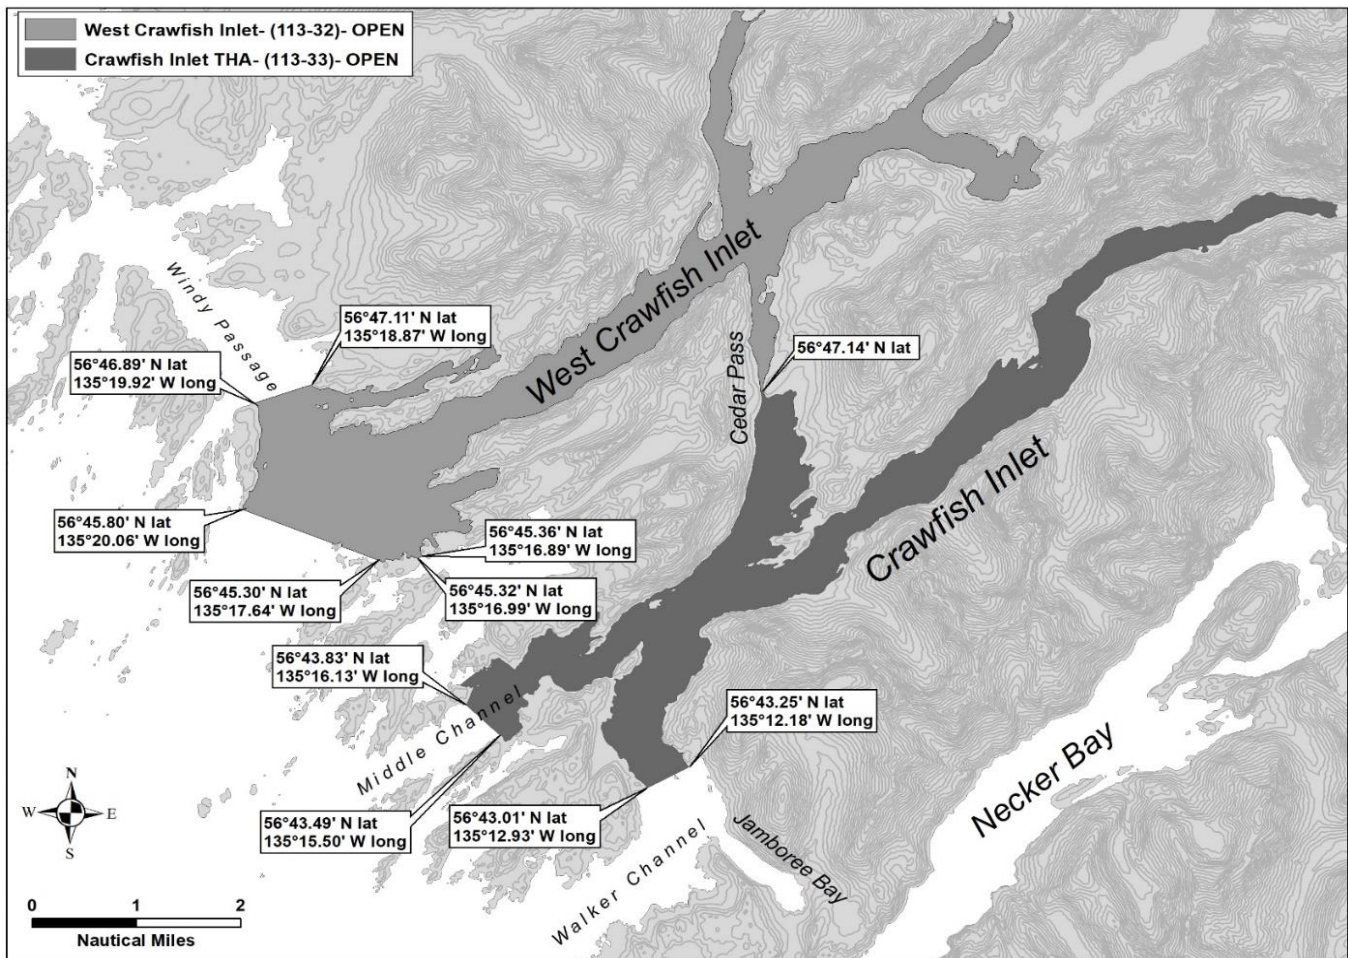 West Crawfish Inlet- (113-32)- OPEN
Crawfish Inlet THA- (113-33)- OPEN
Windy Passage
56°47.11' N lat
135°18.87' W long
56°46.89' N lat
135°19.92' W long
West Crawfish Inlet
56°47.14' N lat
Cedar Pass
Crawfish Inlet
56°45.80' N lat
135°20.06' W long
56°45.36' N lat
135°16.89' W long
56°45.30' N lat
135°17.64' W long
56°45.32' N lat
135°16.99' W long
56°43.83' N lat
135°16.13' W long
Middle Channel
56°43.25' N lat
135°12.18' W long
Necker Bay
56°43.49' N lat
135°15.50' W long
56°43.01' N lat
135°12.93' W long
Walker Channel
Jamboree Bay
N
W E
S
0 1 2
Nautical Miles